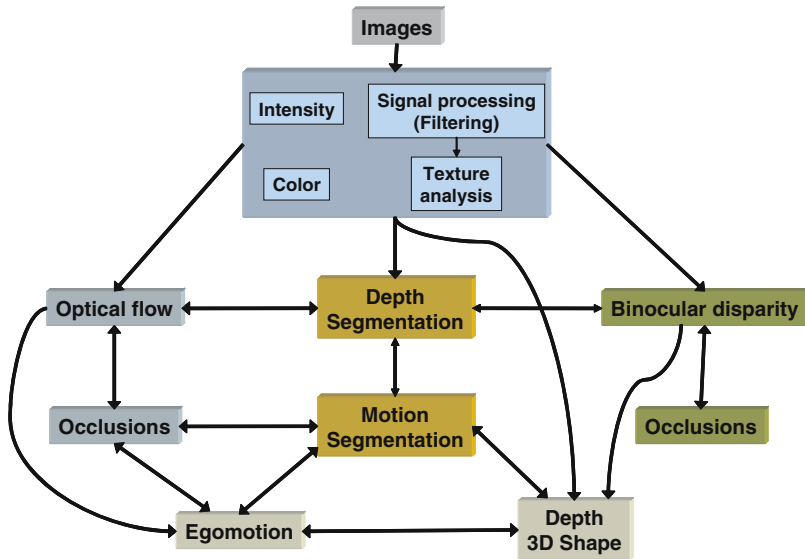 Images
Intensity
Signal processing
(Filtering)
Color
Texture
analysis
Optical flow
Depth
Segmentation
Binocular disparity
Occlusions
Motion
Segmentation
Occlusions
Egomotion
Depth
3D Shape